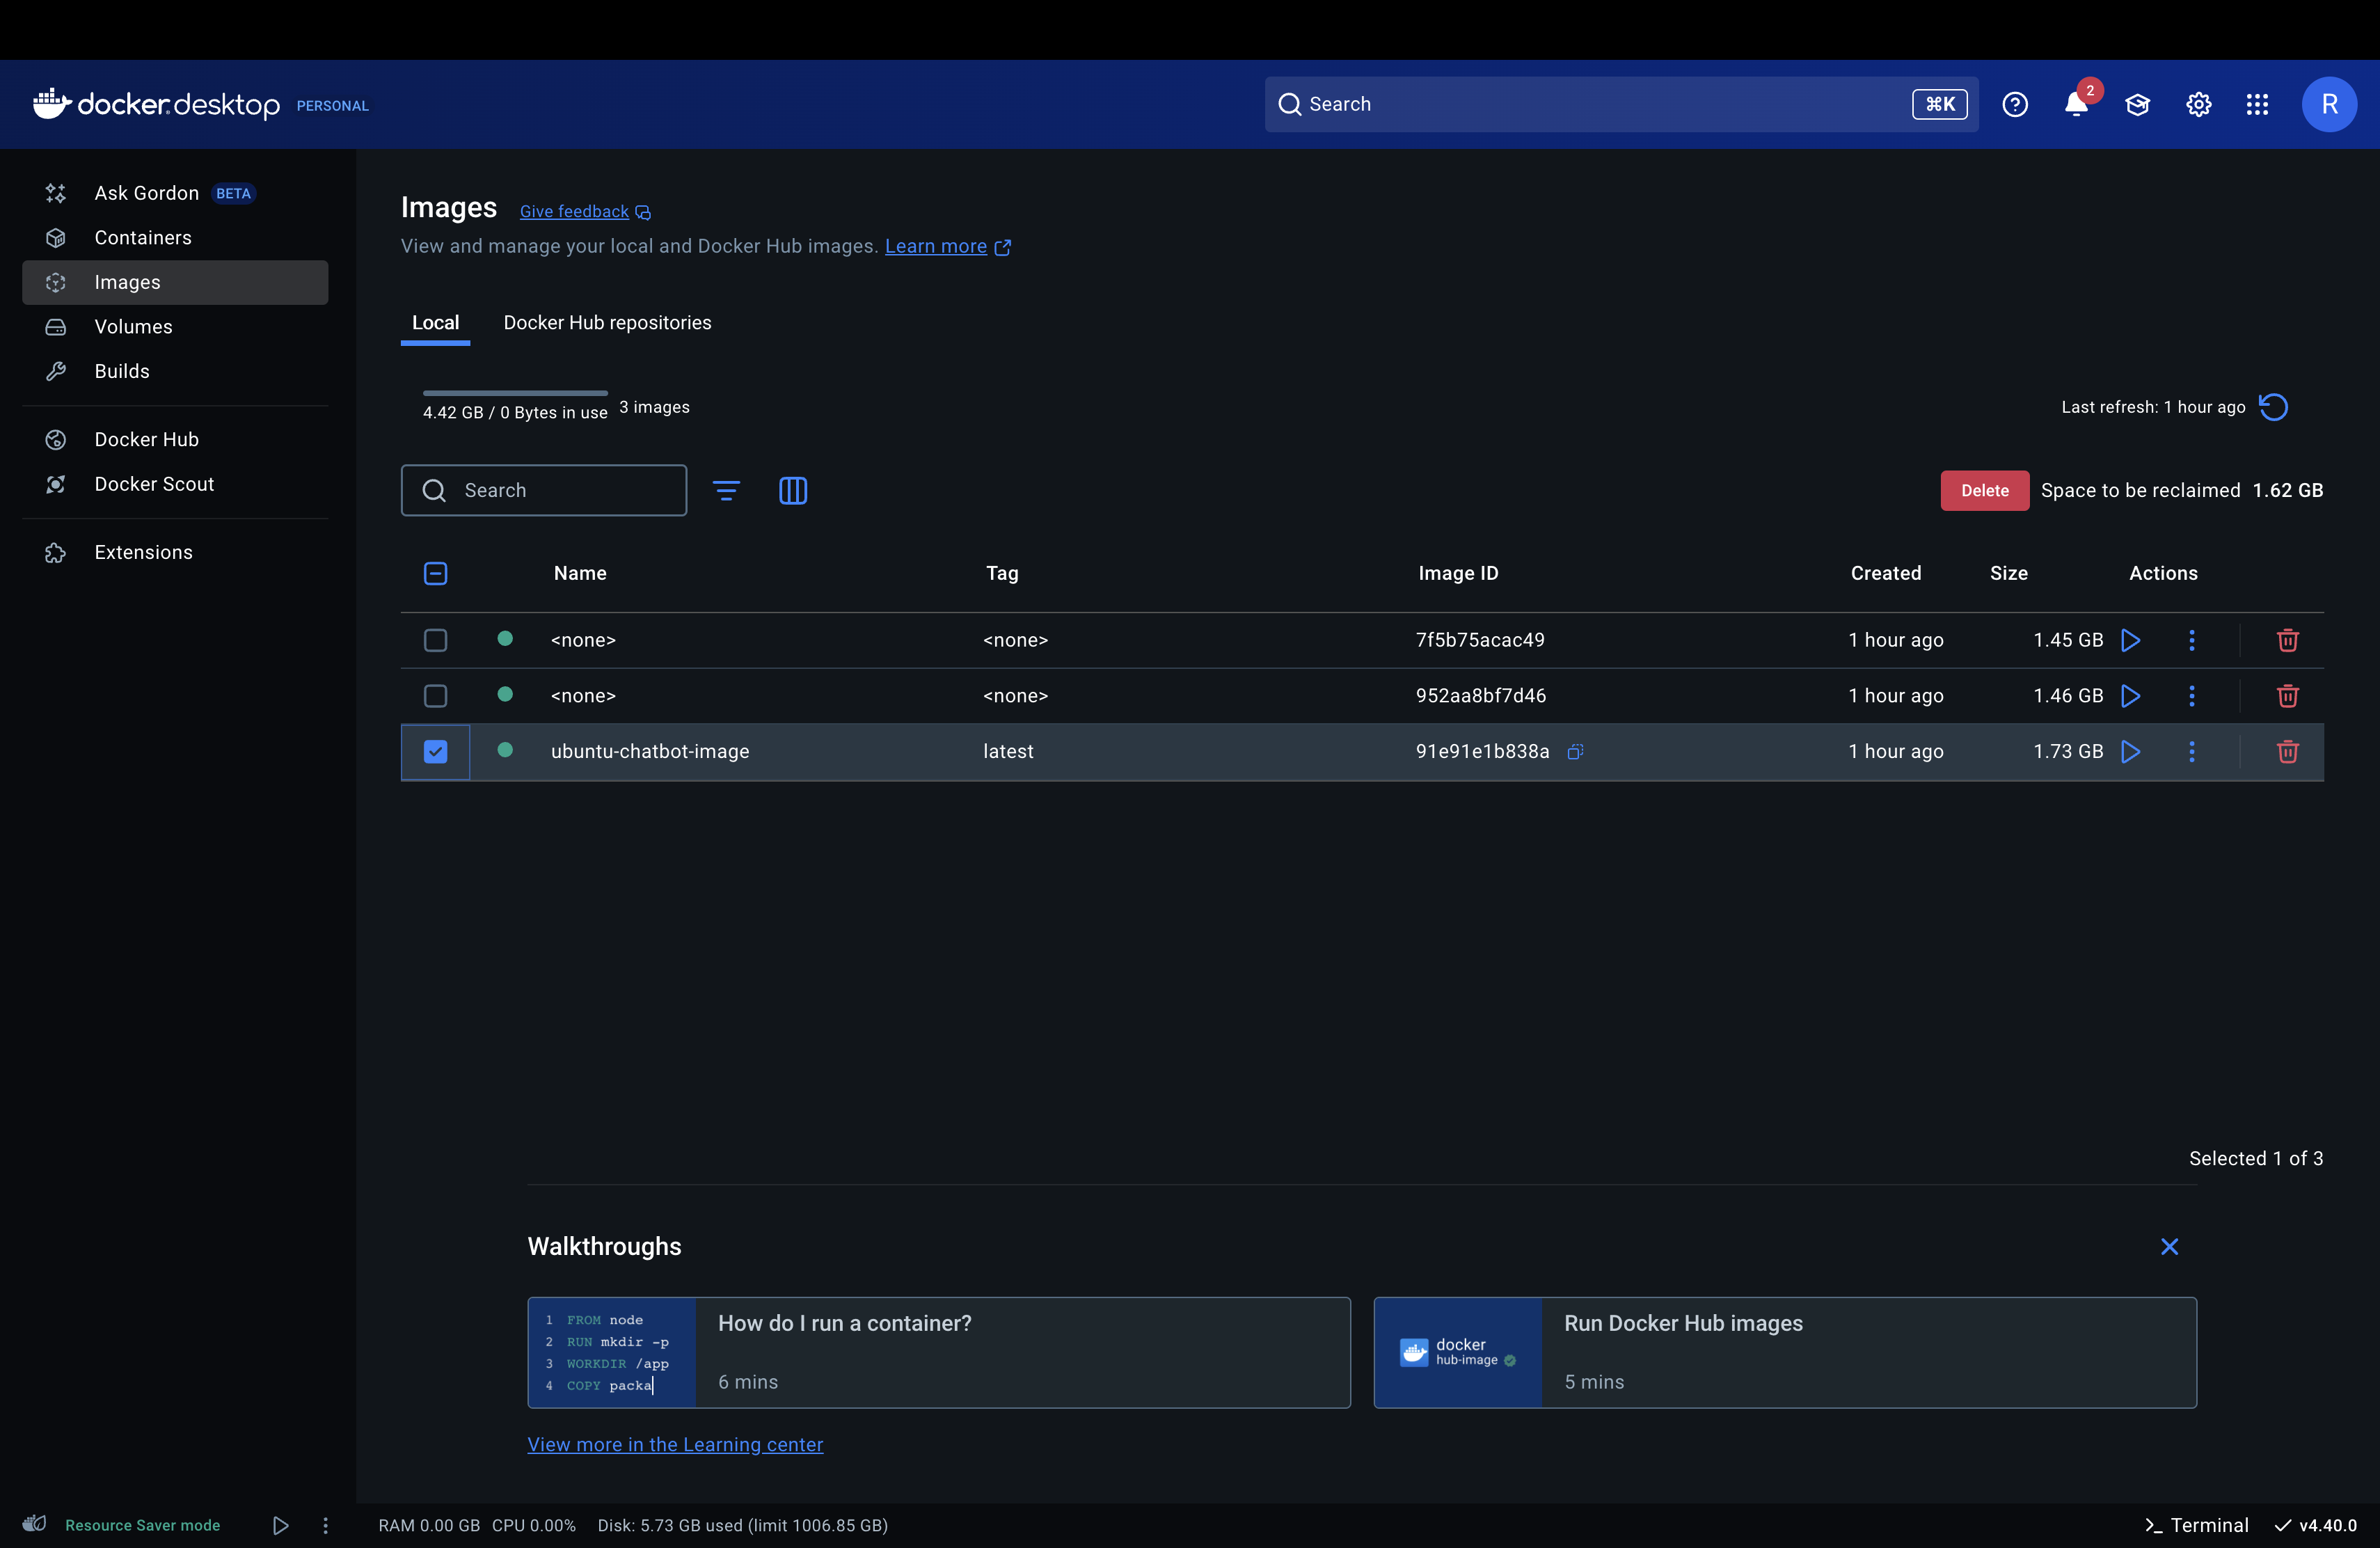 docker.desktop PERSONAL
Search ⌘K
2
R
Ask Gordon BETA
Containers
Images
Volumes
Builds
Docker Hub
Docker Scout
Extensions
Images Give feedback
View and manage your local and Docker Hub images. Learn more
Local Docker Hub repositories
4.42 GB / 0 Bytes in use 3 images
Last refresh: 1 hour ago
Search
Delete Space to be reclaimed 1.62 GB
Name Tag Image ID Created Size Actions
<none> <none> 7f5b75acac49 1 hour ago 1.45 GB
<none> <none> 952aa8bf7d46 1 hour ago 1.46 GB
ubuntu-chatbot-image latest 91e91e1b838a 1 hour ago 1.73 GB
Selected 1 of 3
Walkthroughs
1 FROM node
2 RUN mkdir -p
3 WORKDIR /app
4 COPY packa
How do I run a container?
6 mins
docker
hub-image
Run Docker Hub images
5 mins
View more in the Learning center
Resource Saver mode
RAM 0.00 GB CPU 0.00% Disk: 5.73 GB used (limit 1006.85 GB)
>_ Terminal v4.40.0